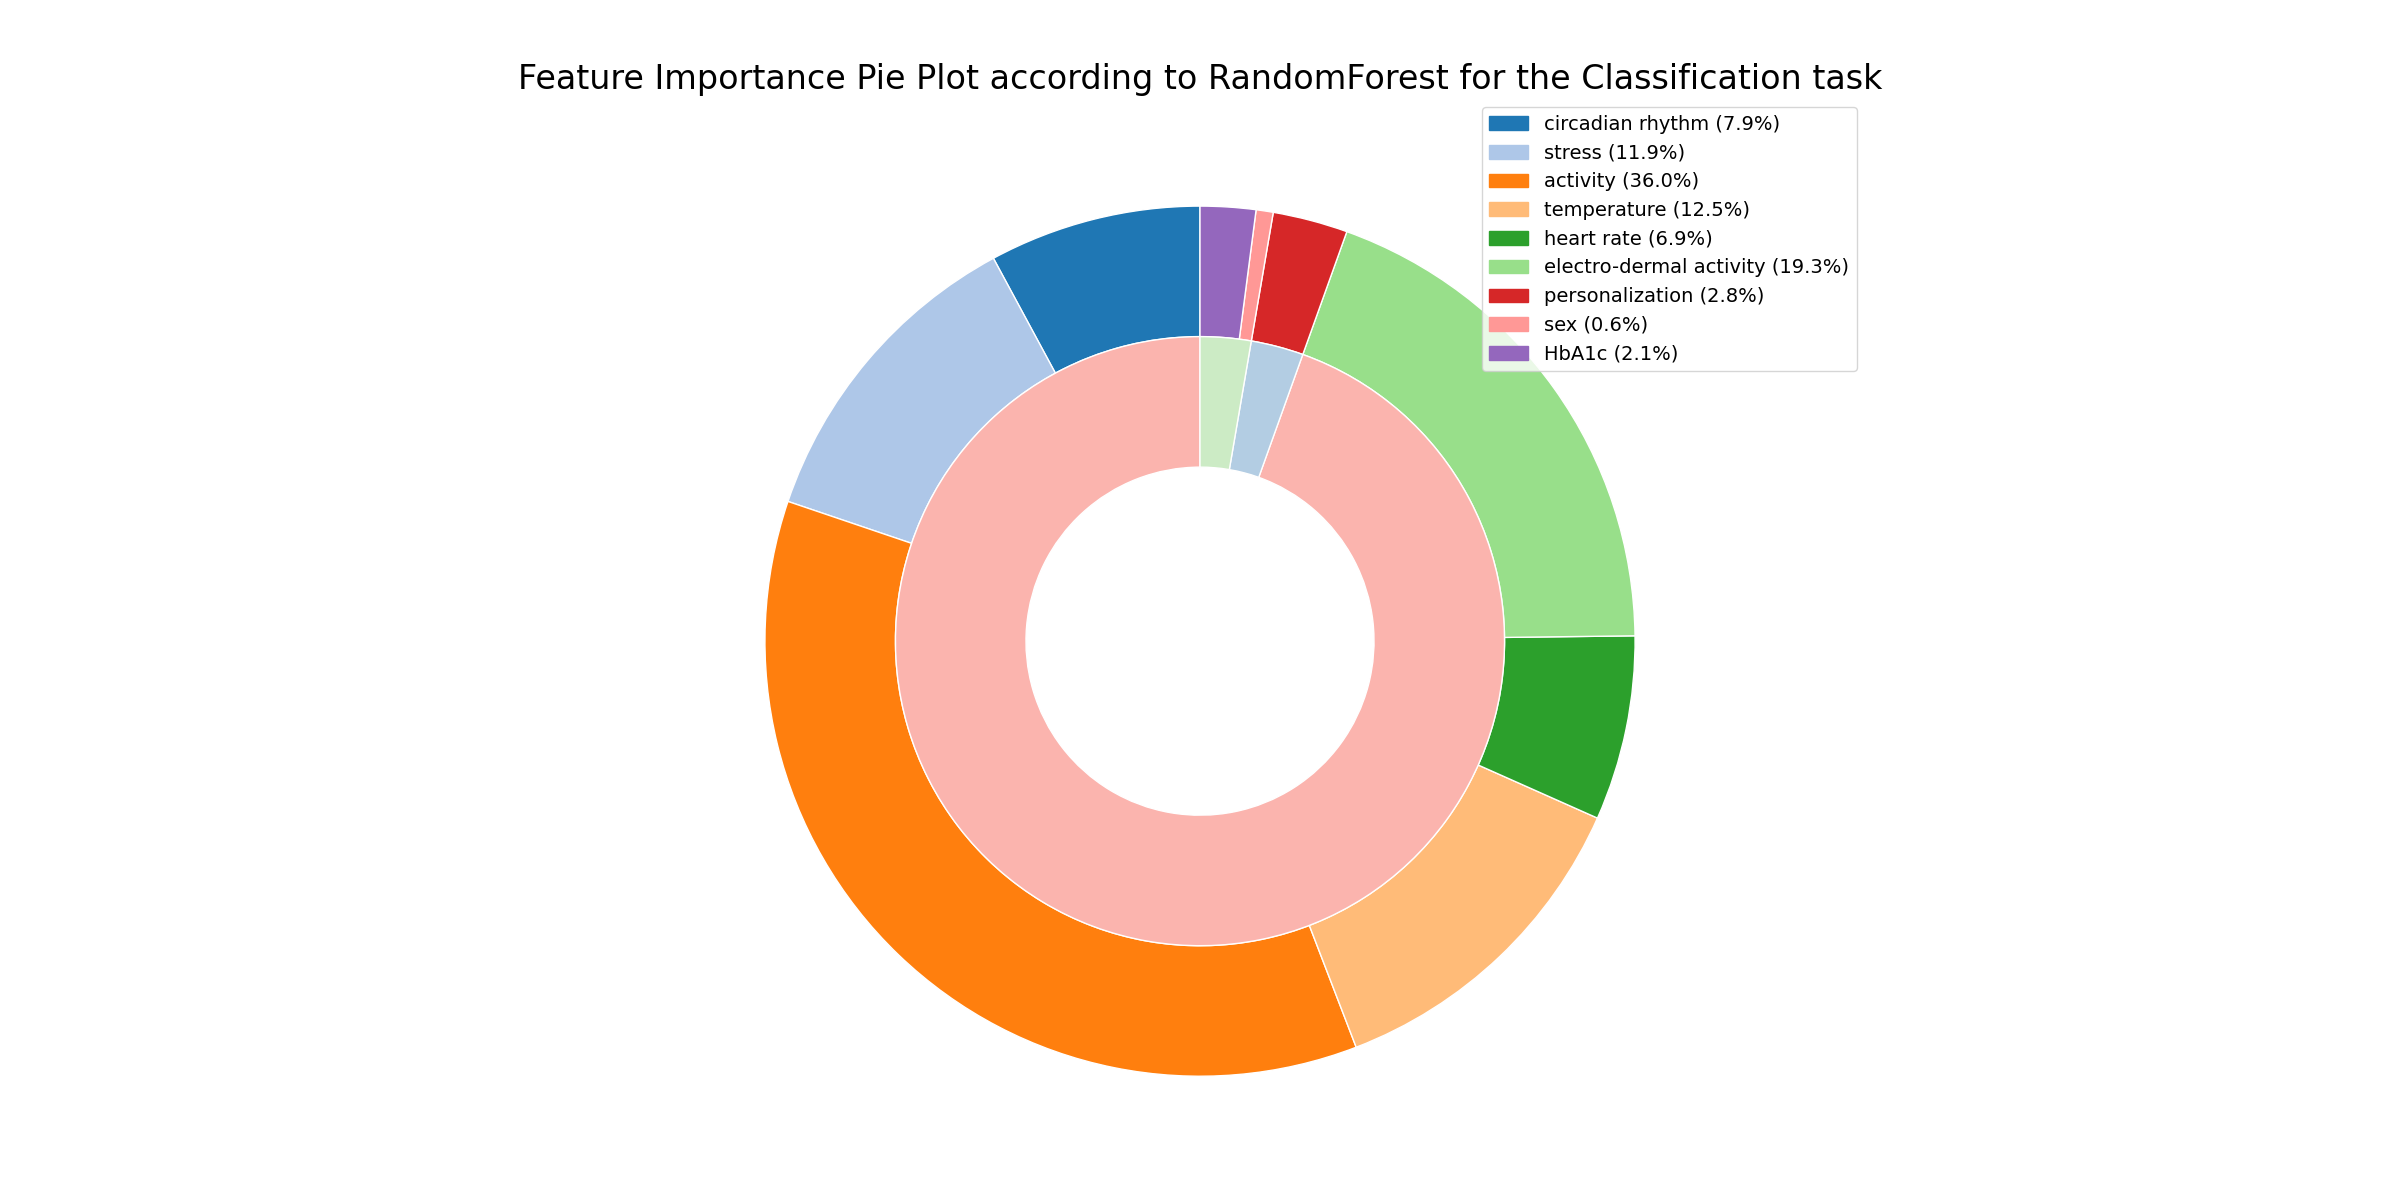 Feature Importance Pie Plot according to RandomForest for the Classification task
circadian rhythm (7.9%)
stress (11.9%)
activity (36.0%)
temperature (12.5%)
heart rate (6.9%)
electro-dermal activity (19.3%)
personalization (2.8%)
sex (0.6%)
HbA1c (2.1%)